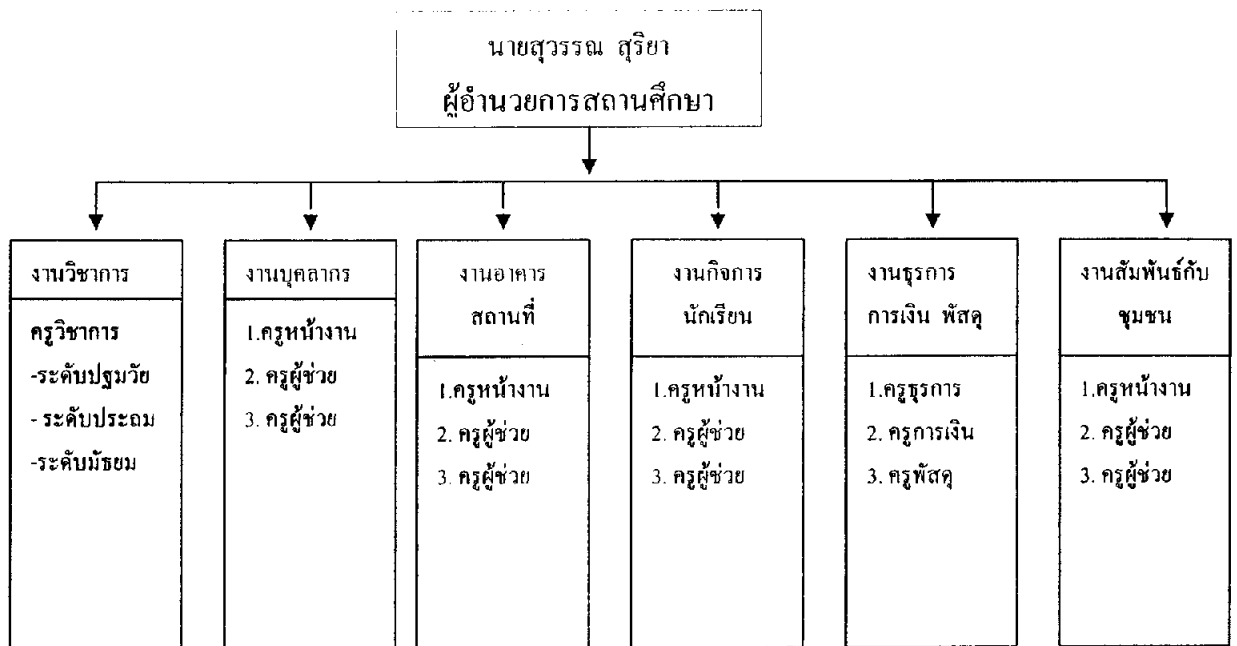 นายสุวรรณ สุริยา
ผู้อำนวยการสถานศึกษา
งานวิชาการ
ครูวิชาการ
-ระดับปฐมวัย
- ระดับประถม
-ระดับมัธยม
งานบุคลากร
1.ครูหน้างาน
2. ครูผู้ช่วย
3. ครูผู้ช่วย
งานอาคาร
สถานที่
1.ครูหน้างาน
2. ครูผู้ช่วย
3. ครูผู้ช่วย
งานกิจการ
นักเรียน
1.ครูหน้างาน
2. ครูผู้ช่วย
3. ครูผู้ช่วย
งานธุรการ
การเงิน พัสดุ
1.ครูธุรการ
2. ครูการเงิน
3. ครูพัสดุ
งานสัมพันธ์กับ
ชุมชน
1.ครูหน้างาน
2. ครูผู้ช่วย
3. ครูผู้ช่วย